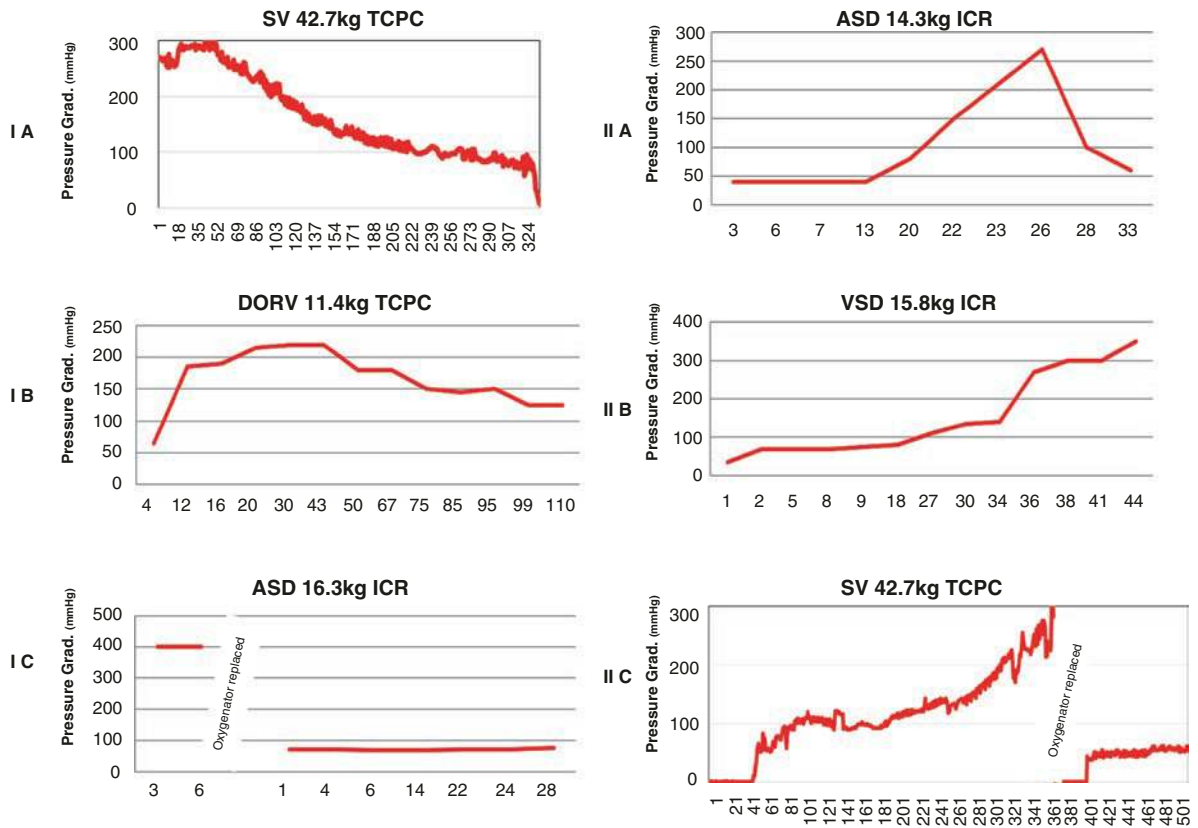 SV 42.7kg TCPC
I A
Pressure Grad. (mmHg)
300
200
100
0
1 18 35 52 69 86 103 120 137 154 171 188 205 222 239 256 273 290 307 324
ASD 14.3kg ICR
II A
Pressure Grad. (mmHg)
300
250
200
150
100
50
0
3 6 7 13 20 22 23 26 28 33
DORV 11.4kg TCPC
I B
Pressure Grad. (mmHg)
250
200
150
100
50
0
4 12 16 20 30 43 50 67 75 85 95 99 110
VSD 15.8kg ICR
II B
Pressure Grad. (mmHg)
400
300
200
100
0
1 2 5 8 9 18 27 30 34 36 38 41 44
ASD 16.3kg ICR
I C
Pressure Grad. (mmHg)
500
400
300
200
100
0
Oxygenator replaced
3 6 1 4 6 14 22 24 28
SV 42.7kg TCPC
II C
Pressure Grad. (mmHg)
300
200
100
0
Oxygenator replaced
1 21 41 61 81 101 121 141 161 181 201 221 241 261 281 301 321 341 361 381 401 421 441 461 481 501